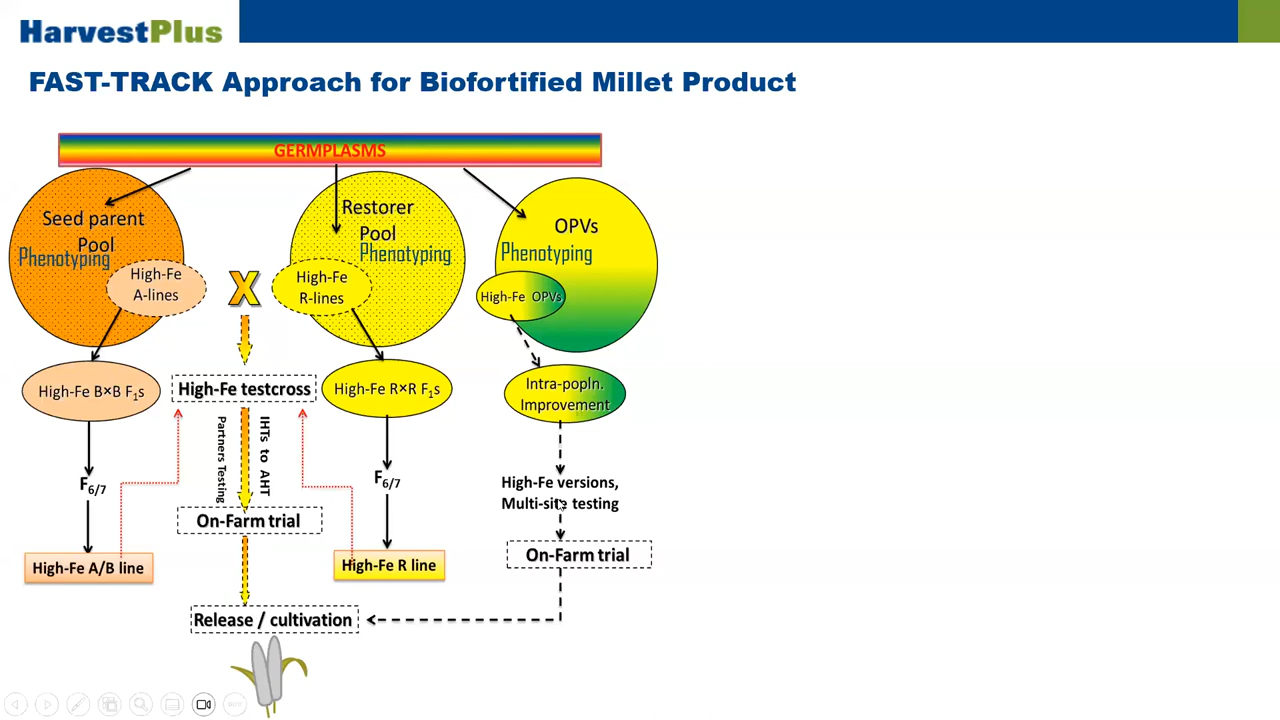 HarvestPlus
FAST-TRACK Approach for Biofortified Millet Product
GERMPLASMS
Seed parent
Pool
Phenotyping
High-Fe
A-lines
X
Restorer
Pool
Phenotyping
High-Fe
R-lines
OPVs
Phenotyping
High-Fe OPVs
High-Fe B×B F₁s
High-Fe testcross
High-Fe R×R F₁s
Intra-popln.
Improvement
Partners Testing
IHTs to AHT
F6/7
F6/7
High-Fe versions,
Multi-site testing
On-Farm trial
On-Farm trial
High-Fe A/B line
High-Fe R line
Release / cultivation